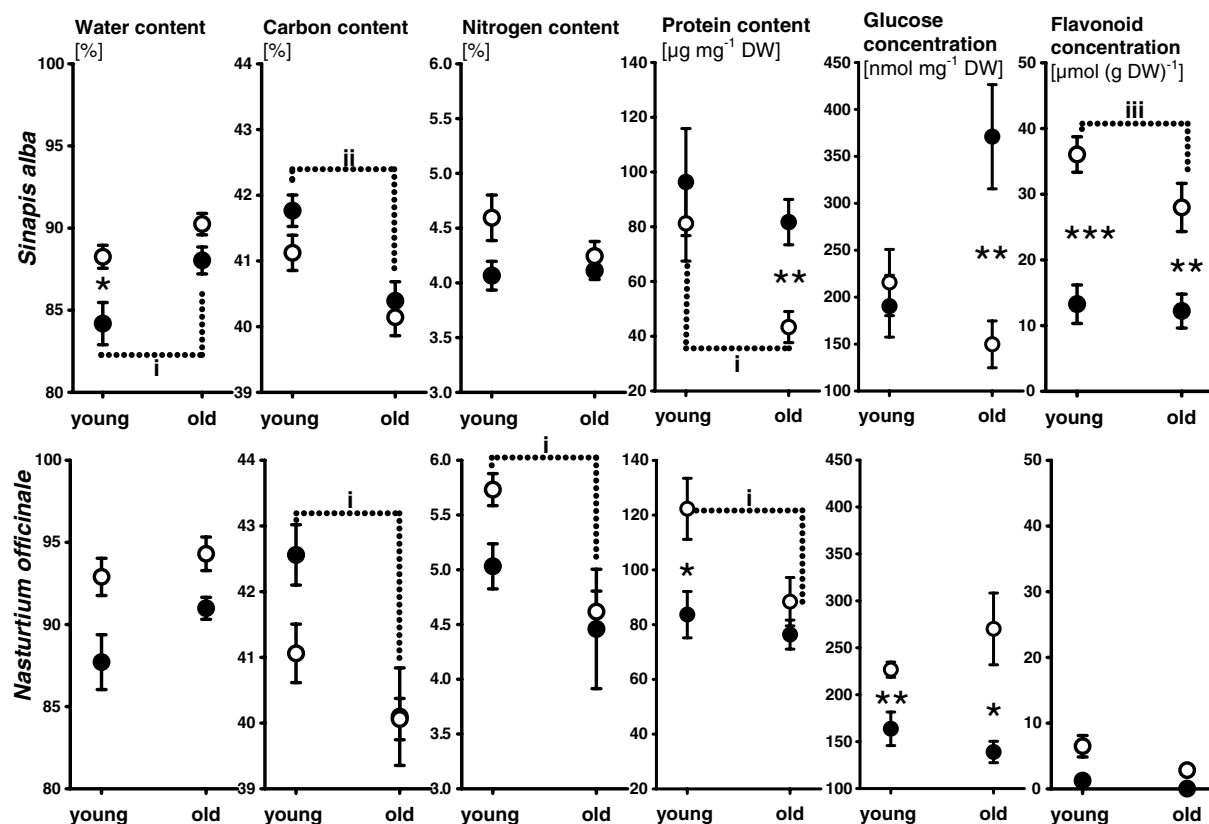 Water content
[%]
Carbon content
[%]
Nitrogen content
[%]
Protein content
[µg mg-1 DW]
Glucose
concentration
[nmol mg-1 DW]
Flavonoid
concentration
[µmol (g DW)-1]
Sinapis alba
100
95
90
85
80
*
i
young old
44
43
42
41
40
39
ii
young old
6.0
5.5
5.0
4.5
4.0
3.5
3.0
young old
140
120
100
80
60
40
20
**
i
young old
450
400
350
300
250
200
150
100
**
young old
50
40
30
20
10
0
iii
***
**
young old
Nasturtium officinale
100
95
90
85
80
young old
44
43
42
41
40
39
i
young old
6.0
5.5
5.0
4.5
4.0
3.5
3.0
i
young old
140
120
100
80
60
40
20
i
*
young old
450
400
350
300
250
200
150
100
**
*
young old
50
40
30
20
10
0
young old